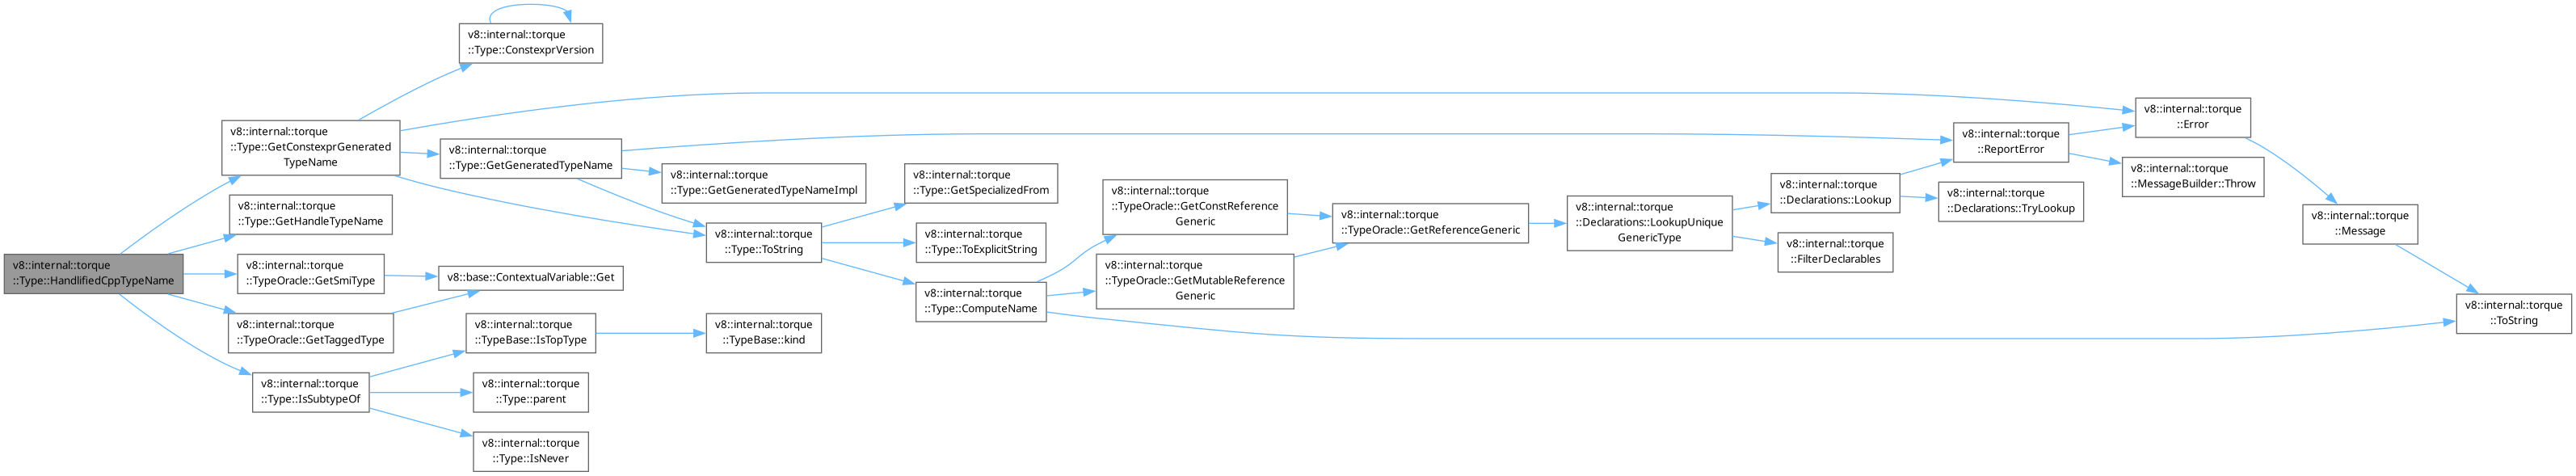 v8::internal::torque
::Type::HandlifiedCppTypeName
v8::internal::torque
::Type::GetConstexprGenerated
TypeName
v8::internal::torque
::Type::GetHandleTypeName
v8::internal::torque
::TypeOracle::GetSmiType
v8::internal::torque
::TypeOracle::GetTaggedType
v8::internal::torque
::Type::IsSubtypeOf
v8::internal::torque
::Type::ConstexprVersion
v8::internal::torque
::Type::GetGeneratedTypeName
v8::base::ContextualVariable::Get
v8::internal::torque
::TypeBase::IsTopType
v8::internal::torque
::Type::parent
v8::internal::torque
::Type::IsNever
v8::internal::torque
::Type::GetGeneratedTypeNameImpl
v8::internal::torque
::Type::ToString
v8::internal::torque
::TypeBase::kind
v8::internal::torque
::Type::GetSpecializedFrom
v8::internal::torque
::Type::ToExplicitString
v8::internal::torque
::Type::ComputeName
v8::internal::torque
::TypeOracle::GetConstReference
Generic
v8::internal::torque
::TypeOracle::GetMutableReference
Generic
v8::internal::torque
::TypeOracle::GetReferenceGeneric
v8::internal::torque
::Declarations::LookupUnique
GenericType
v8::internal::torque
::Declarations::Lookup
v8::internal::torque
::FilterDeclarables
v8::internal::torque
::ReportError
v8::internal::torque
::Declarations::TryLookup
v8::internal::torque
::Error
v8::internal::torque
::MessageBuilder::Throw
v8::internal::torque
::Message
v8::internal::torque
::ToString